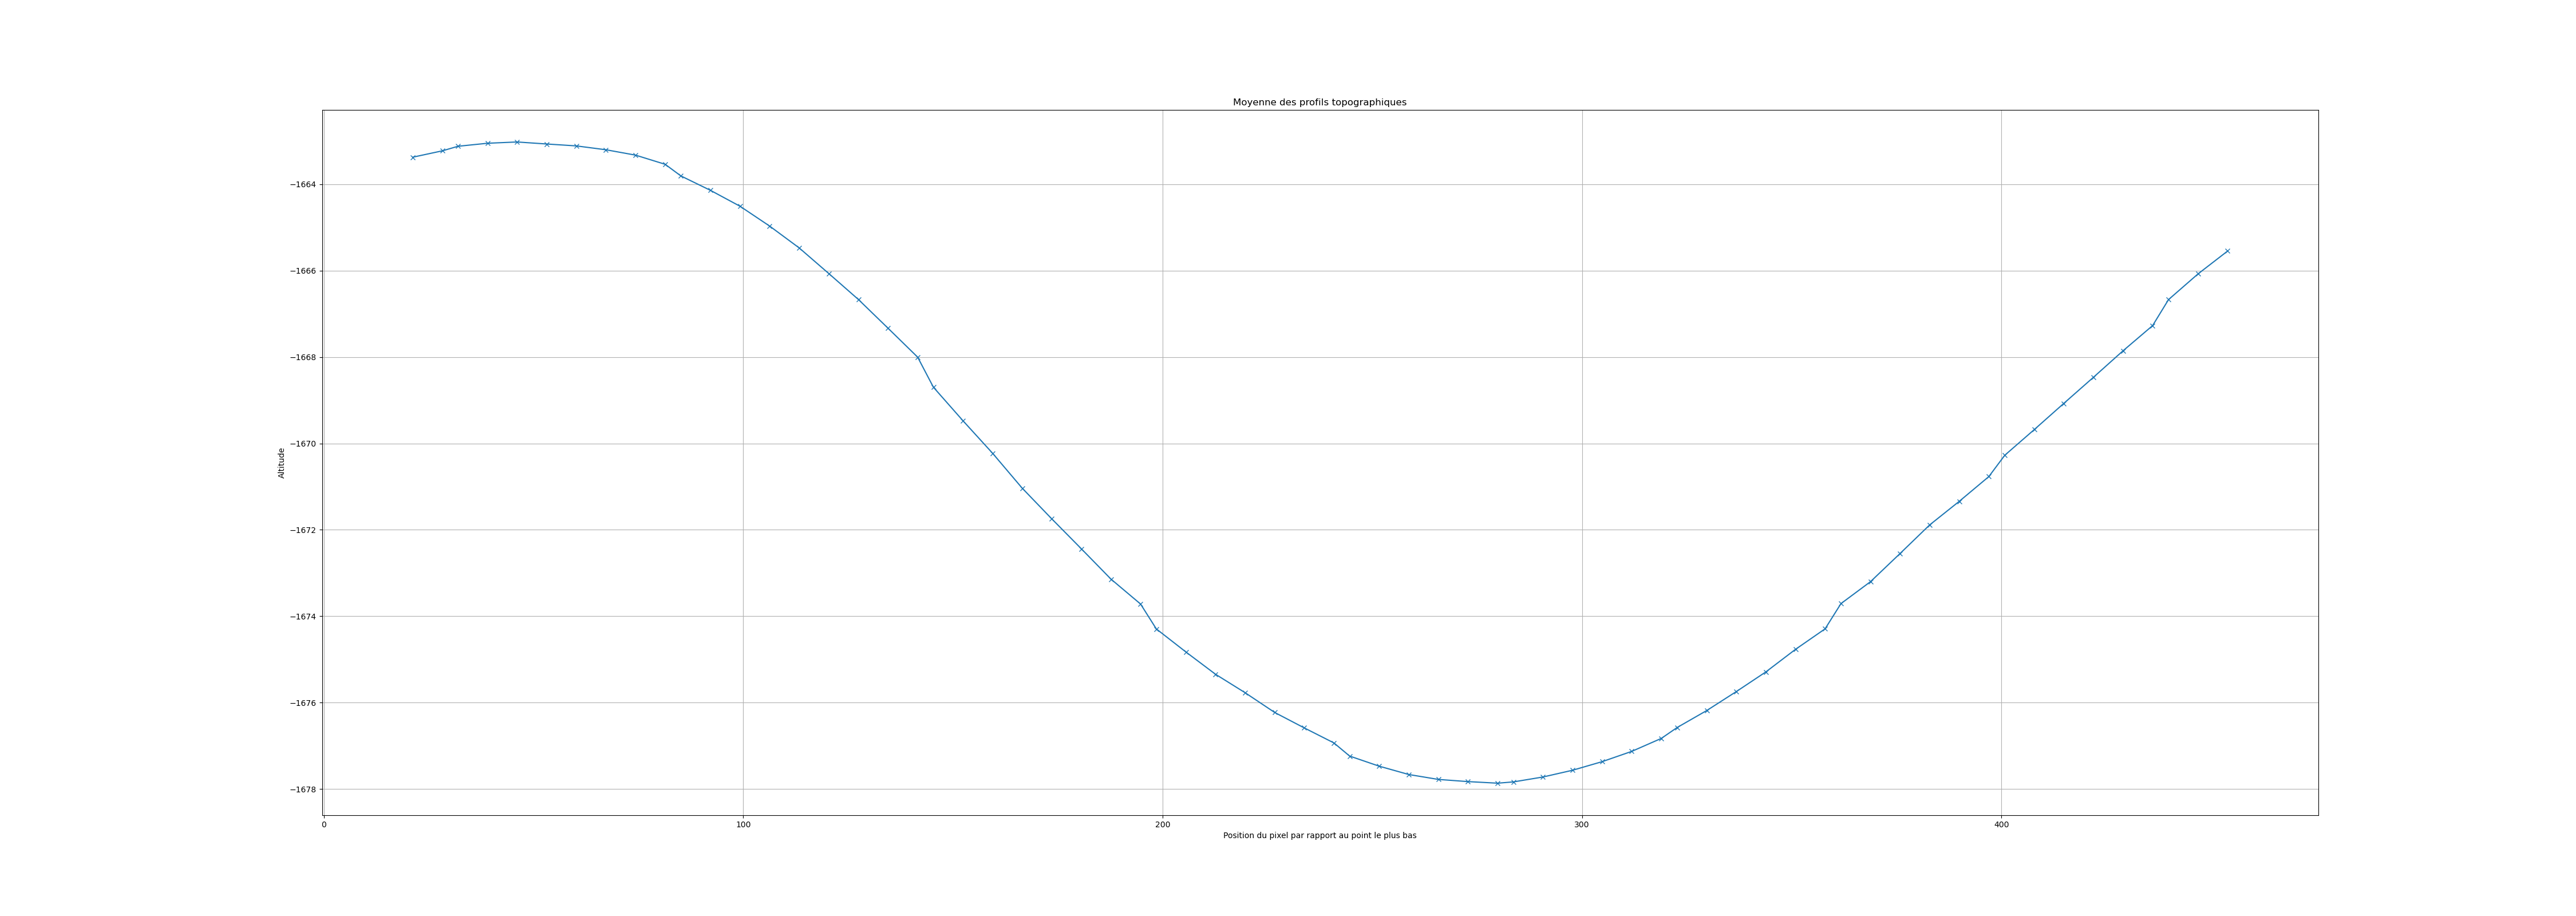 Moyenne des profils topographiques
−1664
−1666
−1668
−1670
−1672
−1674
−1676
−1678
Altitude
0 100 200 300 400
Position du pixel par rapport au point le plus bas